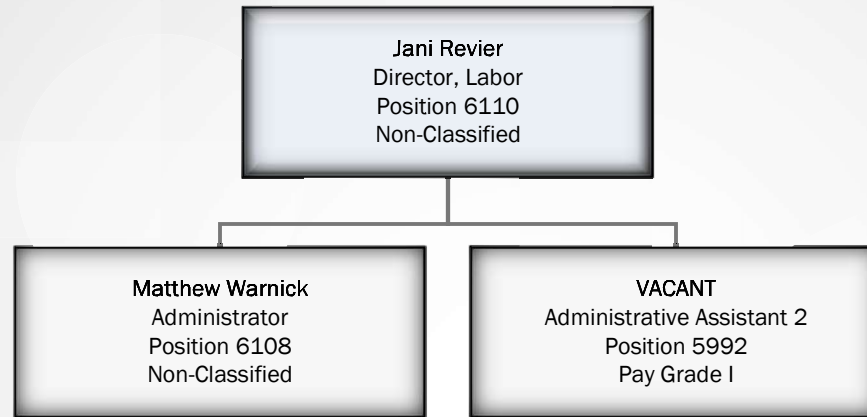 Jani Revier
Director, Labor
Position 6110
Non-Classified
Matthew Warnick
Administrator
Position 6108
Non-Classified
VACANT
Administrative Assistant 2
Position 5992
Pay Grade I